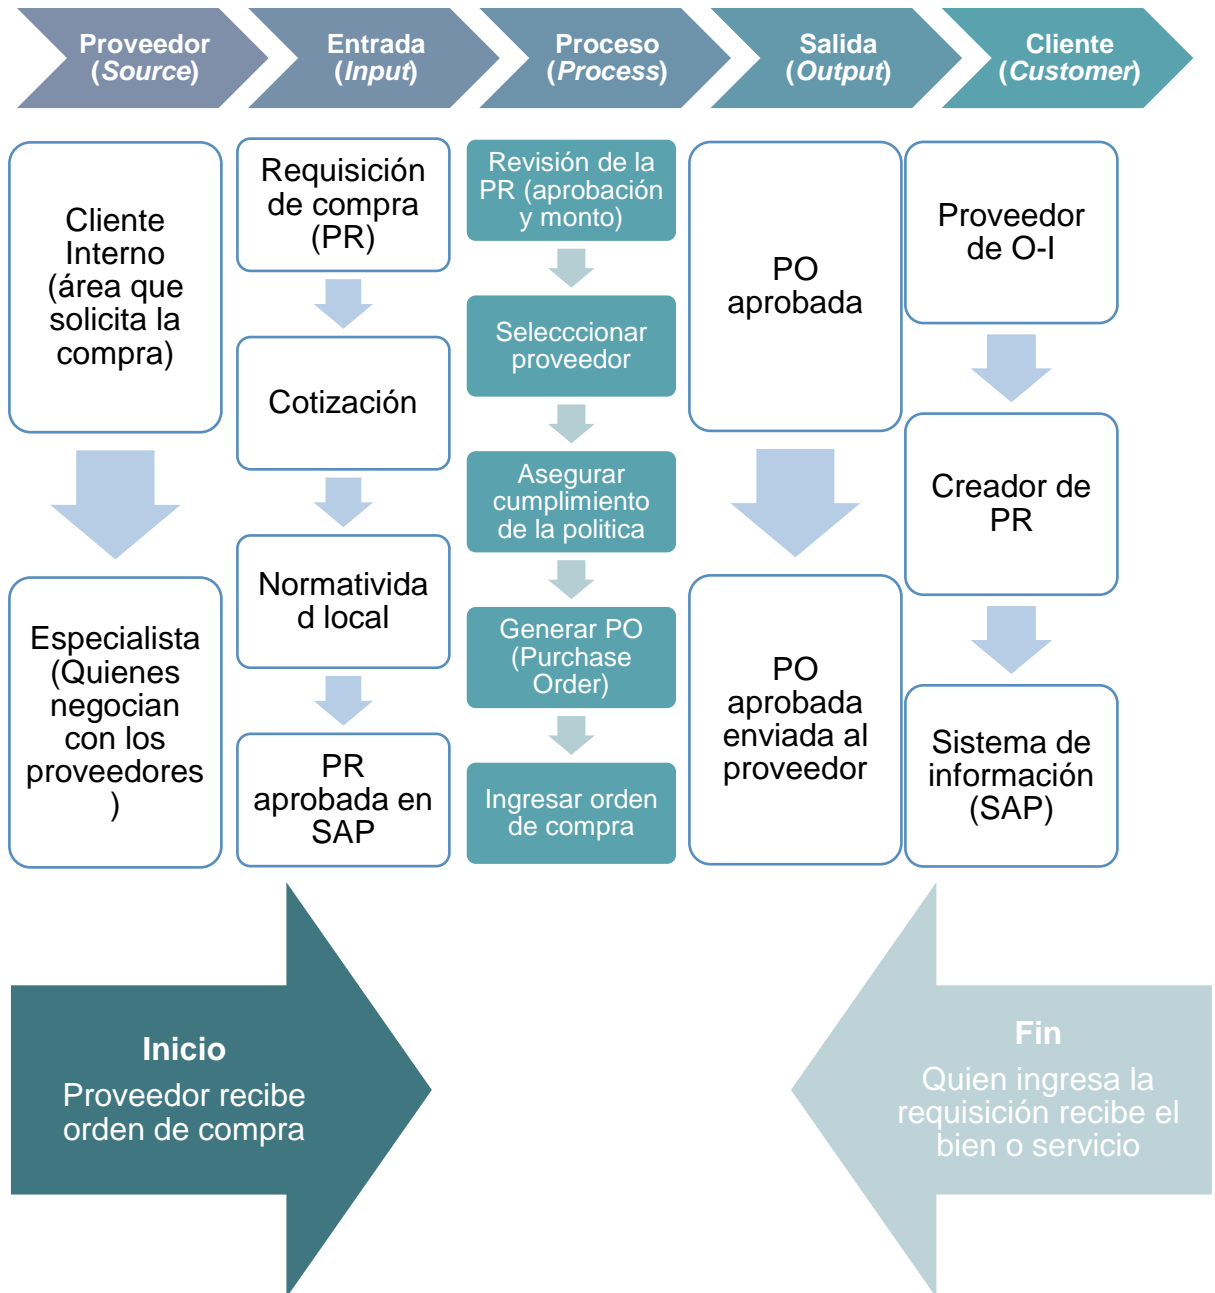 Proveedor
(Source)
Entrada
(Input)
Proceso
(Process)
Salida
(Output)
Cliente
(Customer)
Cliente
Interno
(área que
solicita la
compra)
Especialista
(Quienes
negocian
con los
proveedores
)
Requisición
de compra
(PR)
Cotización
Normativida
d local
PR
aprobada en
SAP
Revisión de la
PR (aprobación
y monto)
Selecccionar
proveedor
Asegurar
cumplimiento
de la politica
Generar PO
(Purchase
Order)
Ingresar orden
de compra
PO
aprobada
PO
aprobada
enviada al
proveedor
Proveedor
de O-I
Creador de
PR
Sistema de
información
(SAP)
Inicio
Proveedor recibe
orden de compra
Fin
Quien ingresa la
requisición recibe el
bien o servicio